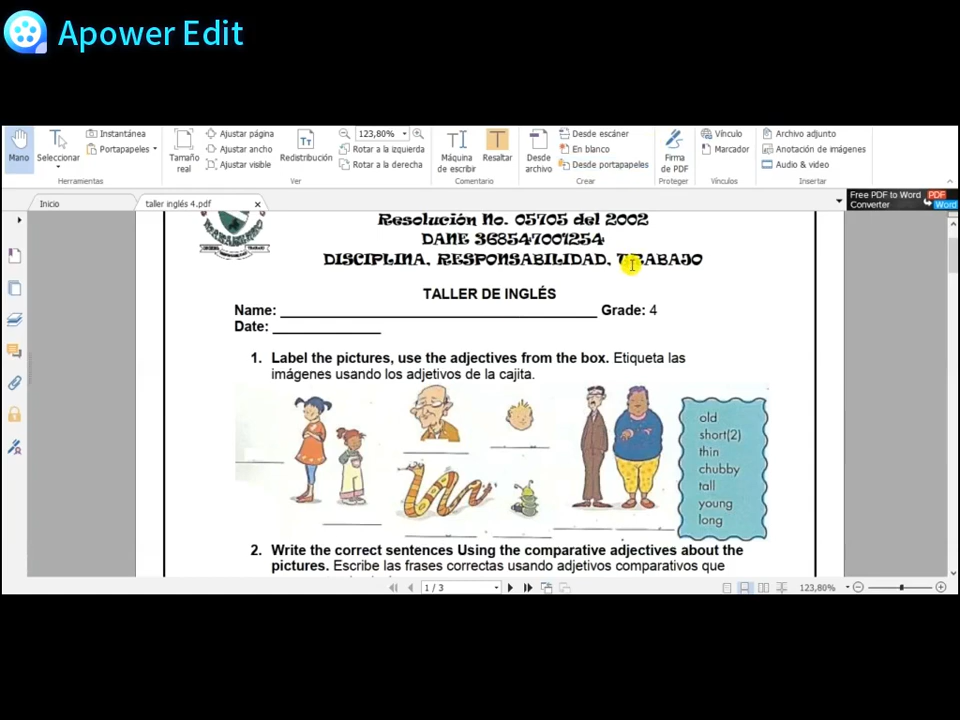 Apower Edit
Mano
Seleccionar
Instantánea
Portapapeles
Herramientas
Tamaño real
Ajustar página
Ajustar ancho
Ajustar visible
Redistribución
123,80%
Rotar a la izquierda
Rotar a la derecha
Ver
Máquina de escribir
Resaltar
Comentario
Desde archivo
Desde escáner
En blanco
Desde portapapeles
Crear
Firma de PDF
Proteger
Vínculo
Marcador
Vínculos
Archivo adjunto
Anotación de imágenes
Audio & video
Insertar
Inicio
taller inglés 4.pdf
Free PDF to Word
Converter
PDF
Word
Resolución No. 05705 del 2002
DANE 368547001254
DISCIPLINA, RESPONSABILIDAD, TRABAJO
TALLER DE INGLÉS
Name: ____________________ Grade: 4
Date: ____________
1. Label the pictures, use the adjectives from the box. Etiqueta las
imágenes usando los adjetivos de la cajita.
old
short(2)
thin
chubby
tall
young
long
2. Write the correct sentences Using the comparative adjectives about the
pictures. Escribe las frases correctas usando adjetivos comparativos que
1 / 3
123,80%